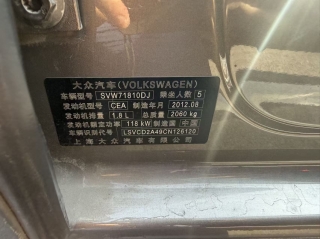 大众汽车(VOLKSWAGEN)
车辆型号 SVW71810DJ 乘坐人数 5
发动机型号 CEA 制造年月 2012.08
发动机排量 1.8 L 总质量 2060 kg
发动机额定功率 118 kW 制造国 中国
车辆识别代号 LSVCD2A49CN126120
上海大众汽车有限公司